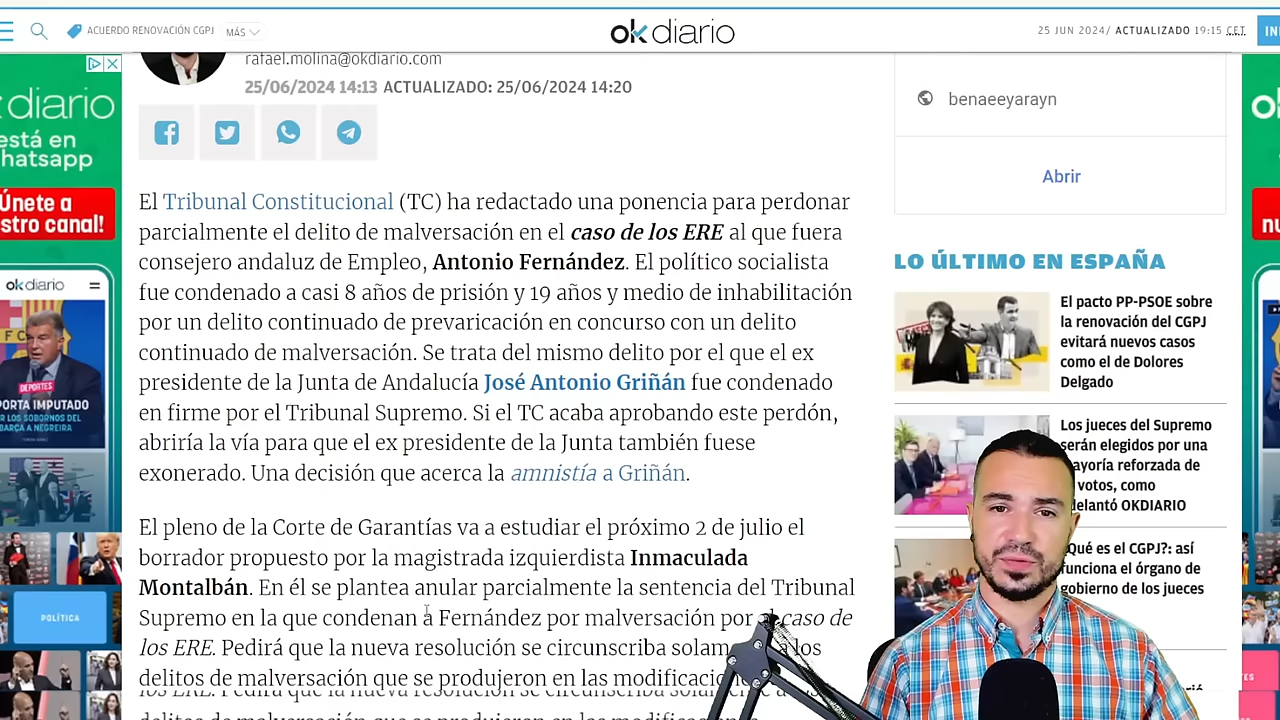 ACUERDO RENOVACIÓN CGPJ
MÁS
okdiario
25 JUN 2024/ ACTUALIZADO 19:15 CET
rafael.molina@okdiario.com
25/06/2024 14:13 ACTUALIZADO: 25/06/2024 14:20
El Tribunal Constitucional (TC) ha redactado una ponencia para perdonar
parcialmente el delito de malversación en el caso de los ERE al que fuera
consejero andaluz de Empleo, Antonio Fernández. El político socialista
fue condenado a casi 8 años de prisión y 19 años y medio de inhabilitación
por un delito continuado de prevaricación en concurso con un delito
continuado de malversación. Se trata del mismo delito por el que el ex
presidente de la Junta de Andalucía José Antonio Griñán fue condenado
en firme por el Tribunal Supremo. Si el TC acaba aprobando ese perdón,
abriría la vía para que el ex presidente de la Junta también fuese
exonerado. Una decisión que acerca la amnistía a Griñán.
El pleno de la Corte de Garantías va a estudiar el próximo 2 de julio el
borrador propuesto por la magistrada izquierdista Inmaculada
Montalbán. En él se plantea anular parcialmente la sentencia del Tribunal
Supremo en la que condenan a Fernández por malversación por el caso de
los ERE. Pedirá que la nueva resolución se circunscriba solam los
delitos de malversación que se produjeron en las modificacio
benaeeyarayn
Abrir
LO ÚLTIMO EN ESPAÑA
El pacto PP-PSOE sobre
la renovación del CGPJ
evitará nuevos casos
como el de Dolores
Delgado
Los jueces del Supremo
serán elegidos por una
mayoría reforzada de
votos, como
adelantó OKDIARIO
¿Qué es el CGPJ?: así
funciona el órgano de
gobierno de los jueces
kdiario
está en
hatsapp
Únete a
stro canal!
okdiario
DEPORTES
PORTA IMPUTADO
R LOS SOBORNOS DEL
BARÇA A NEGREIRA
POLÍTICA